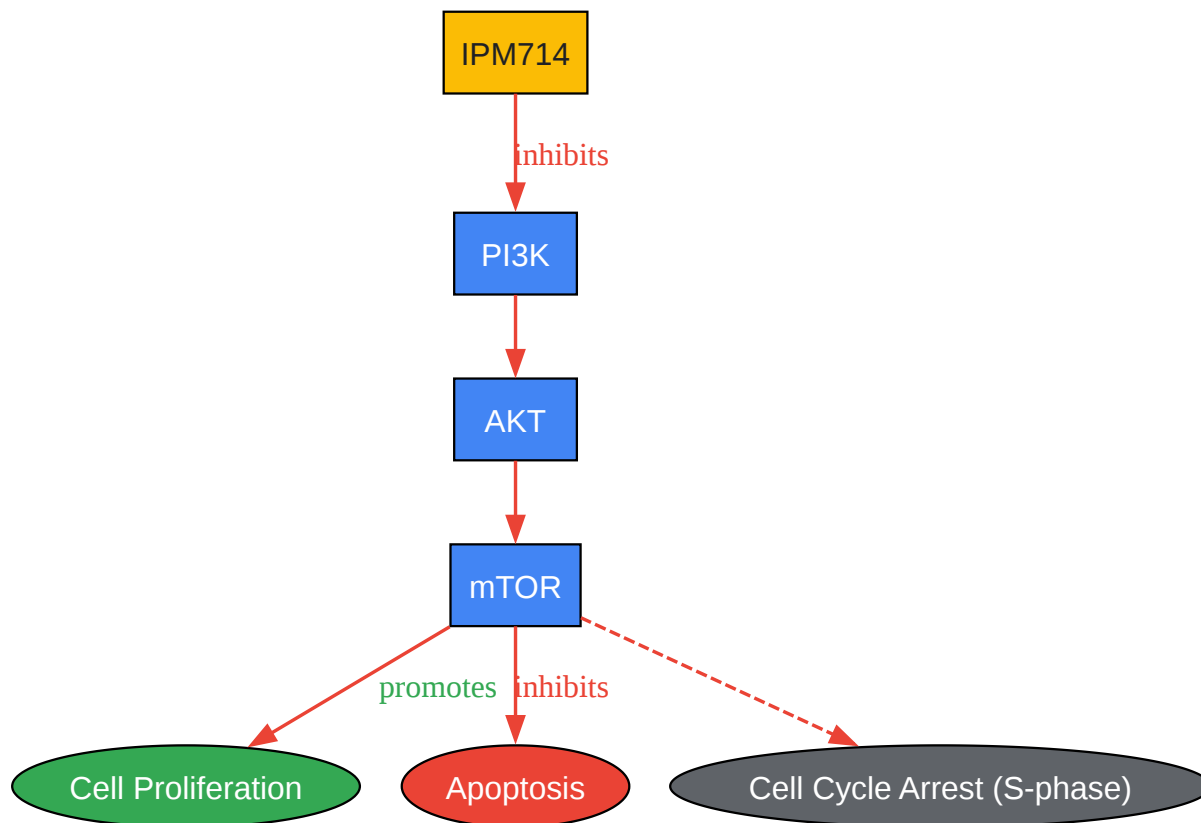 IPM714
inhibits
PI3K
AKT
mTOR
promotes
inhibits
Cell Proliferation
Apoptosis
Cell Cycle Arrest (S-phase)